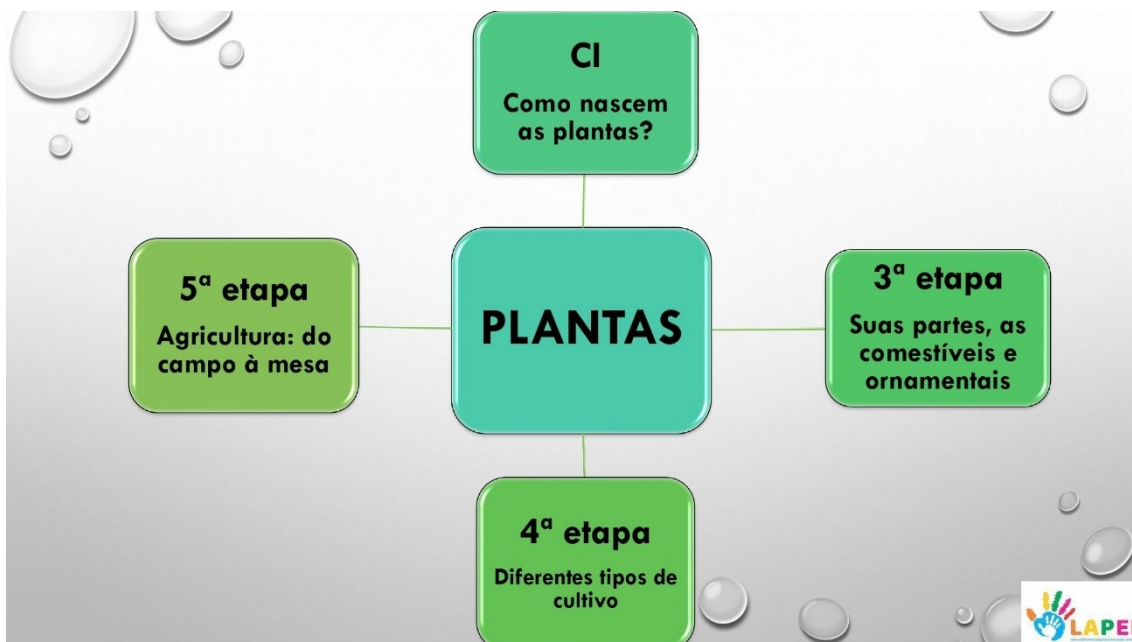 CI
Como nascem
as plantas?
5ª etapa
Agricultura: do
campo à mesa
PLANTAS
3ª etapa
Suas partes, as
comestíveis e
ornamentais
4ª etapa
Diferentes tipos de
cultivo